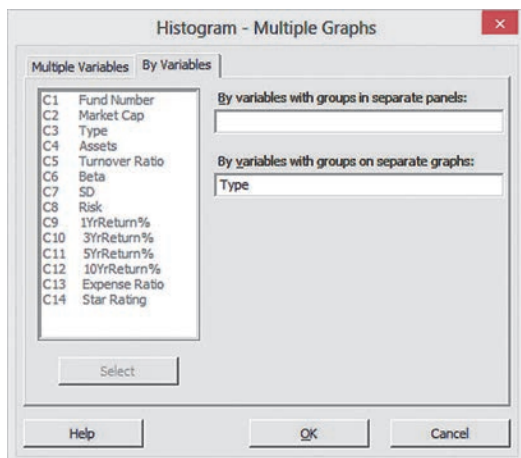 Histogram - Multiple Graphs
Multiple Variables By Variables
C1 Fund Number
C2 Market Cap
C3 Type
C4 Assets
C5 Turnover Ratio
C6 Beta
C7 SD
C8 Risk
C9 1YrReturn%
C10 3YrReturn%
C11 5YrReturn%
C12 10YrReturn%
C13 Expense Ratio
C14 Star Rating
By variables with groups in separate panels:
By variables with groups on separate graphs:
Type
Select
Help OK Cancel